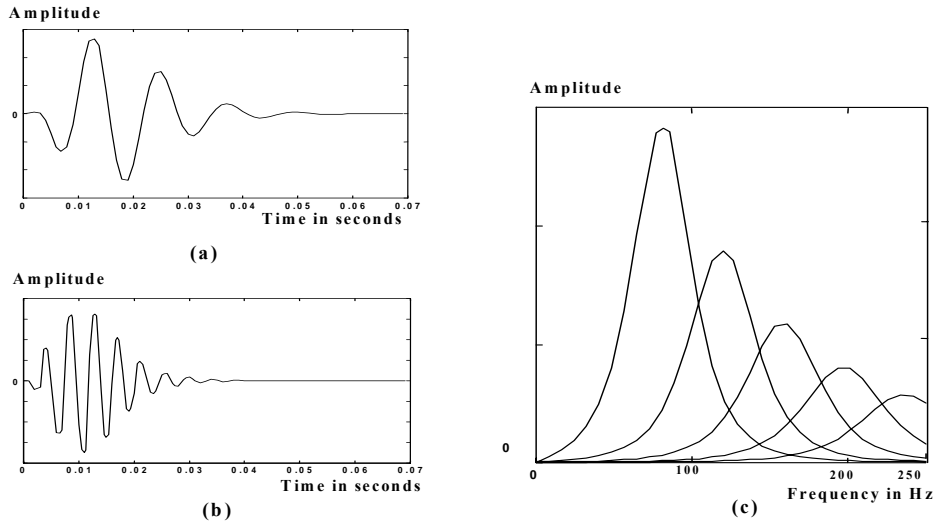 Amplitude
0
0 0.01 0.02 0.03 0.04 0.05 0.06 0.07
Time in seconds
(a)
Amplitude
0
0 0.01 0.02 0.03 0.04 0.05 0.06 0.07
Time in seconds
(b)
Amplitude
0
0 100 200 250
Frequency in Hz
(c)